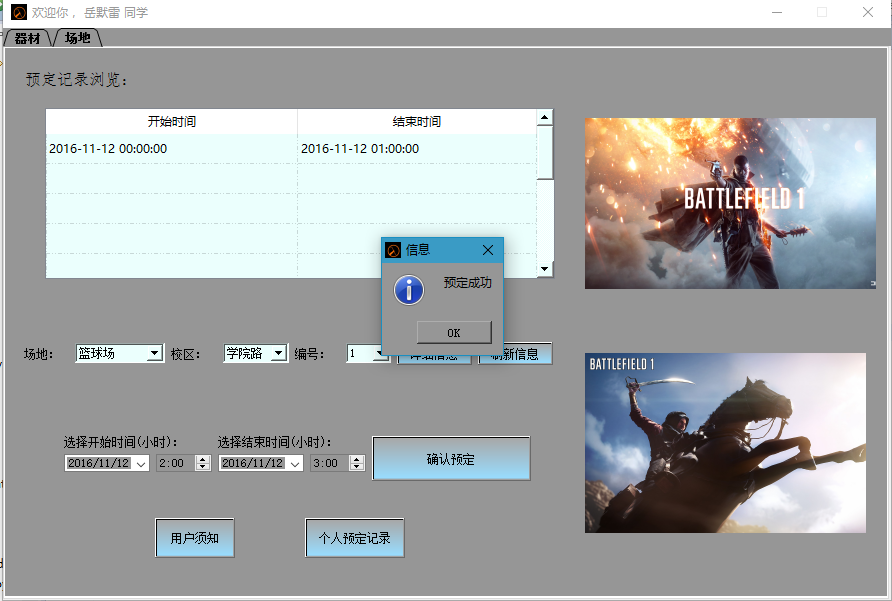 欢迎你 ， 岳默雷 同学
器材 场地
预定记录浏览：
开始时间 结束时间
2016-11-12 00:00:00 2016-11-12 01:00:00
BATTLEFIELD 1
信息
预定成功
OK
场地： 篮球场 校区： 学院路 编号： 1 详细信息 刷新信息
BATTLEFIELD 1
选择开始时间(小时)： 选择结束时间(小时)：
2016/11/12 2:00 2016/11/12 3:00 确认预定
用户须知 个人预定记录